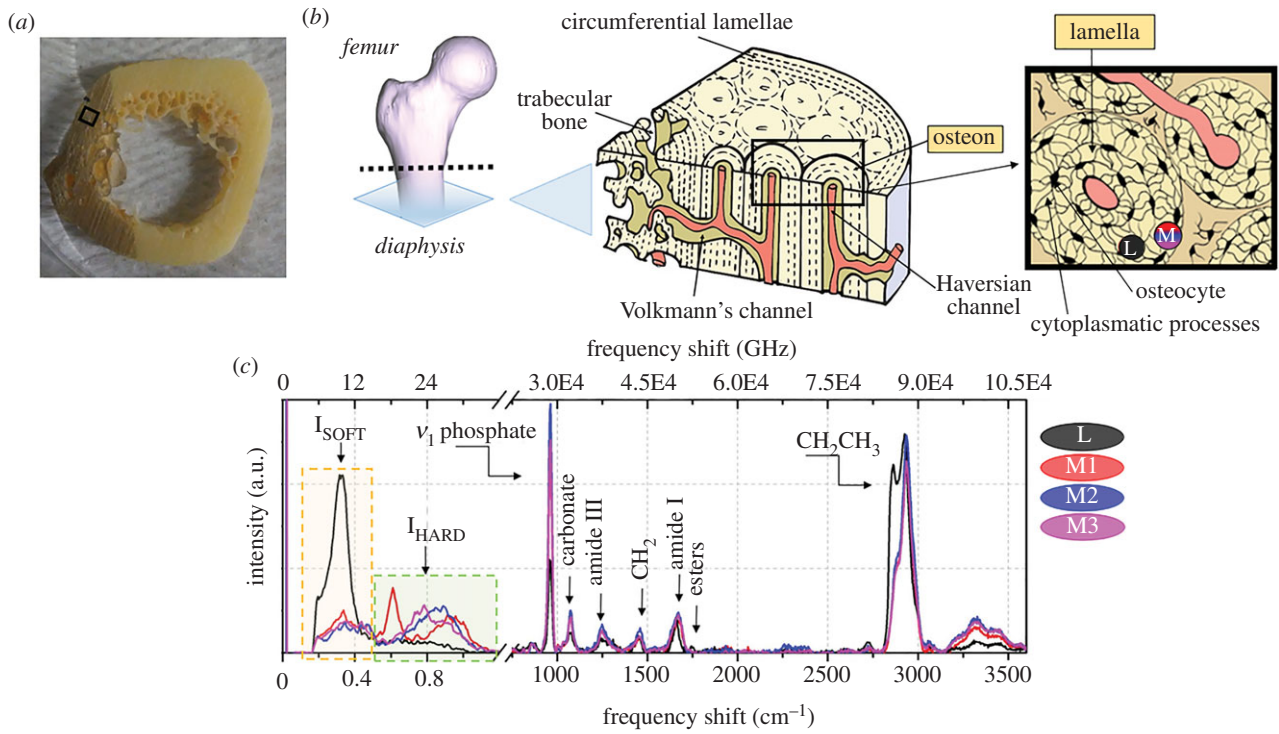 (a)
(b)
femur
diaphysis
circumferential lamellae
trabecular
bone
osteon
Volkmann's channel
Haversian
channel
lamella
L
M
osteocyte
cytoplasmatic processes
(c)
frequency shift (GHz)
0 12 24 3.0E4 4.5E4 6.0E4 7.5E4 9.0E4 10.5E4
intensity (a.u.)
I_SOFT
I_HARD
ν₁ phosphate
carbonate
amide III
CH₂
amide I
esters
CH₂CH₃
L
M1
M2
M3
0 0.4 0.8 1000 1500 2000 2500 3000 3500
frequency shift (cm⁻¹)